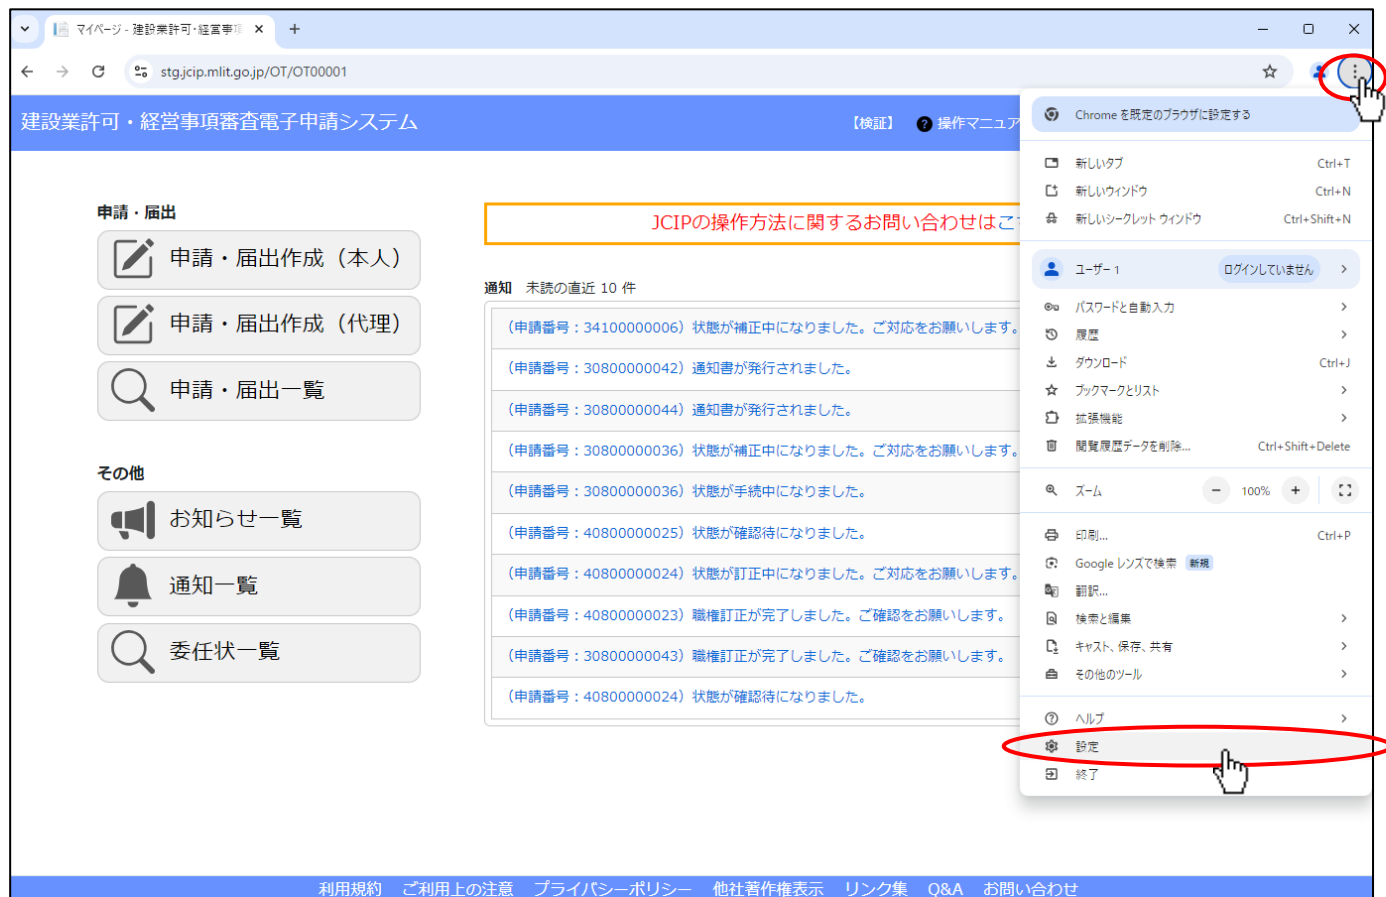 マイページ - 建設業許可・経営事項
stg.jcip.mlit.go.jp/OT/OT00001
建設業許可・経営事項審査電子申請システム
【検証】
? 操作マニュア
申請・届出
申請・届出作成（本人）
申請・届出作成（代理）
申請・届出一覧
その他
お知らせ一覧
通知一覧
委任状一覧
JCIPの操作方法に関するお問い合わせはこ
通知 未読の直近 10 件
（申請番号：34100000006）状態が補正中になりました。ご対応をお願いします。
（申請番号：30800000042）通知書が発行されました。
（申請番号：30800000044）通知書が発行されました。
（申請番号：30800000036）状態が補正中になりました。ご対応をお願いします。
（申請番号：30800000036）状態が手続中になりました。
（申請番号：40800000025）状態が確認待になりました。
（申請番号：40800000024）状態が訂正中になりました。ご対応をお願いします。
（申請番号：40800000023）職権訂正が完了しました。ご確認をお願いします。
（申請番号：30800000043）職権訂正が完了しました。ご確認をお願いします。
（申請番号：40800000024）状態が確認待になりました。
Chrome を既定のブラウザに設定する
新しいタブ Ctrl+T
新しいウィンドウ Ctrl+N
新しいシークレット ウィンドウ Ctrl+Shift+N
ユーザー 1 ログインしていません
パスワードと自動入力
履歴
ダウンロード Ctrl+J
ブックマークとリスト
拡張機能
閲覧履歴データを削除... Ctrl+Shift+Delete
ズーム − 100% +
印刷... Ctrl+P
Google レンズで検索 新規
翻訳...
検索と編集
キャスト、保存、共有
その他のツール
ヘルプ
設定
終了
利用規約 ご利用上の注意 プライバシーポリシー 他社著作権表示 リンク集 Q&A お問い合わせ